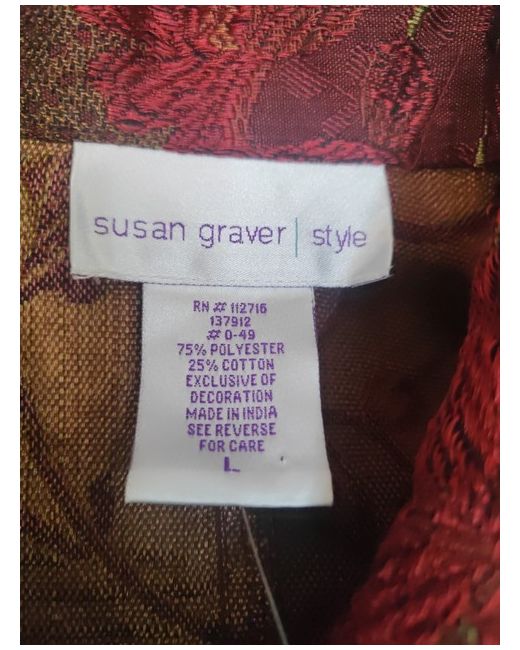 susan graver | style
RN # 112716
137912
# 0-49
75% POLYESTER
25% COTTON
EXCLUSIVE OF
DECORATION
MADE IN INDIA
SEE REVERSE
FOR CARE
L